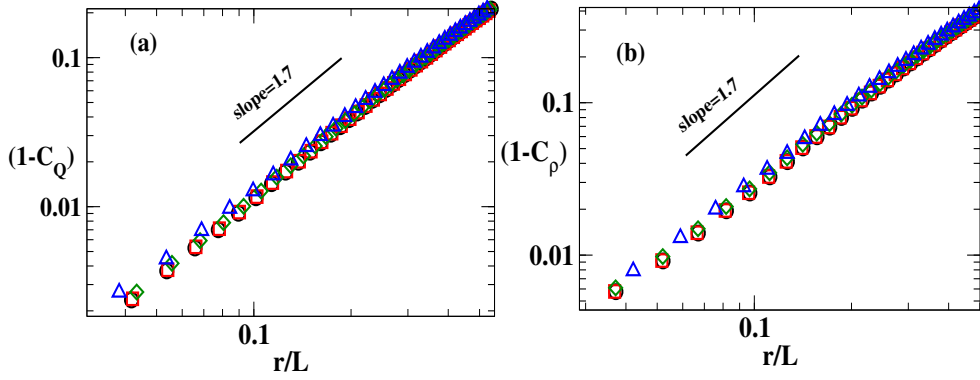 (a)
0.1
slope=1.7
(1-C_Q)
0.01
0.1
r/L
(b)
0.1
slope=1.7
(1-C_ρ)
0.01
0.1
r/L